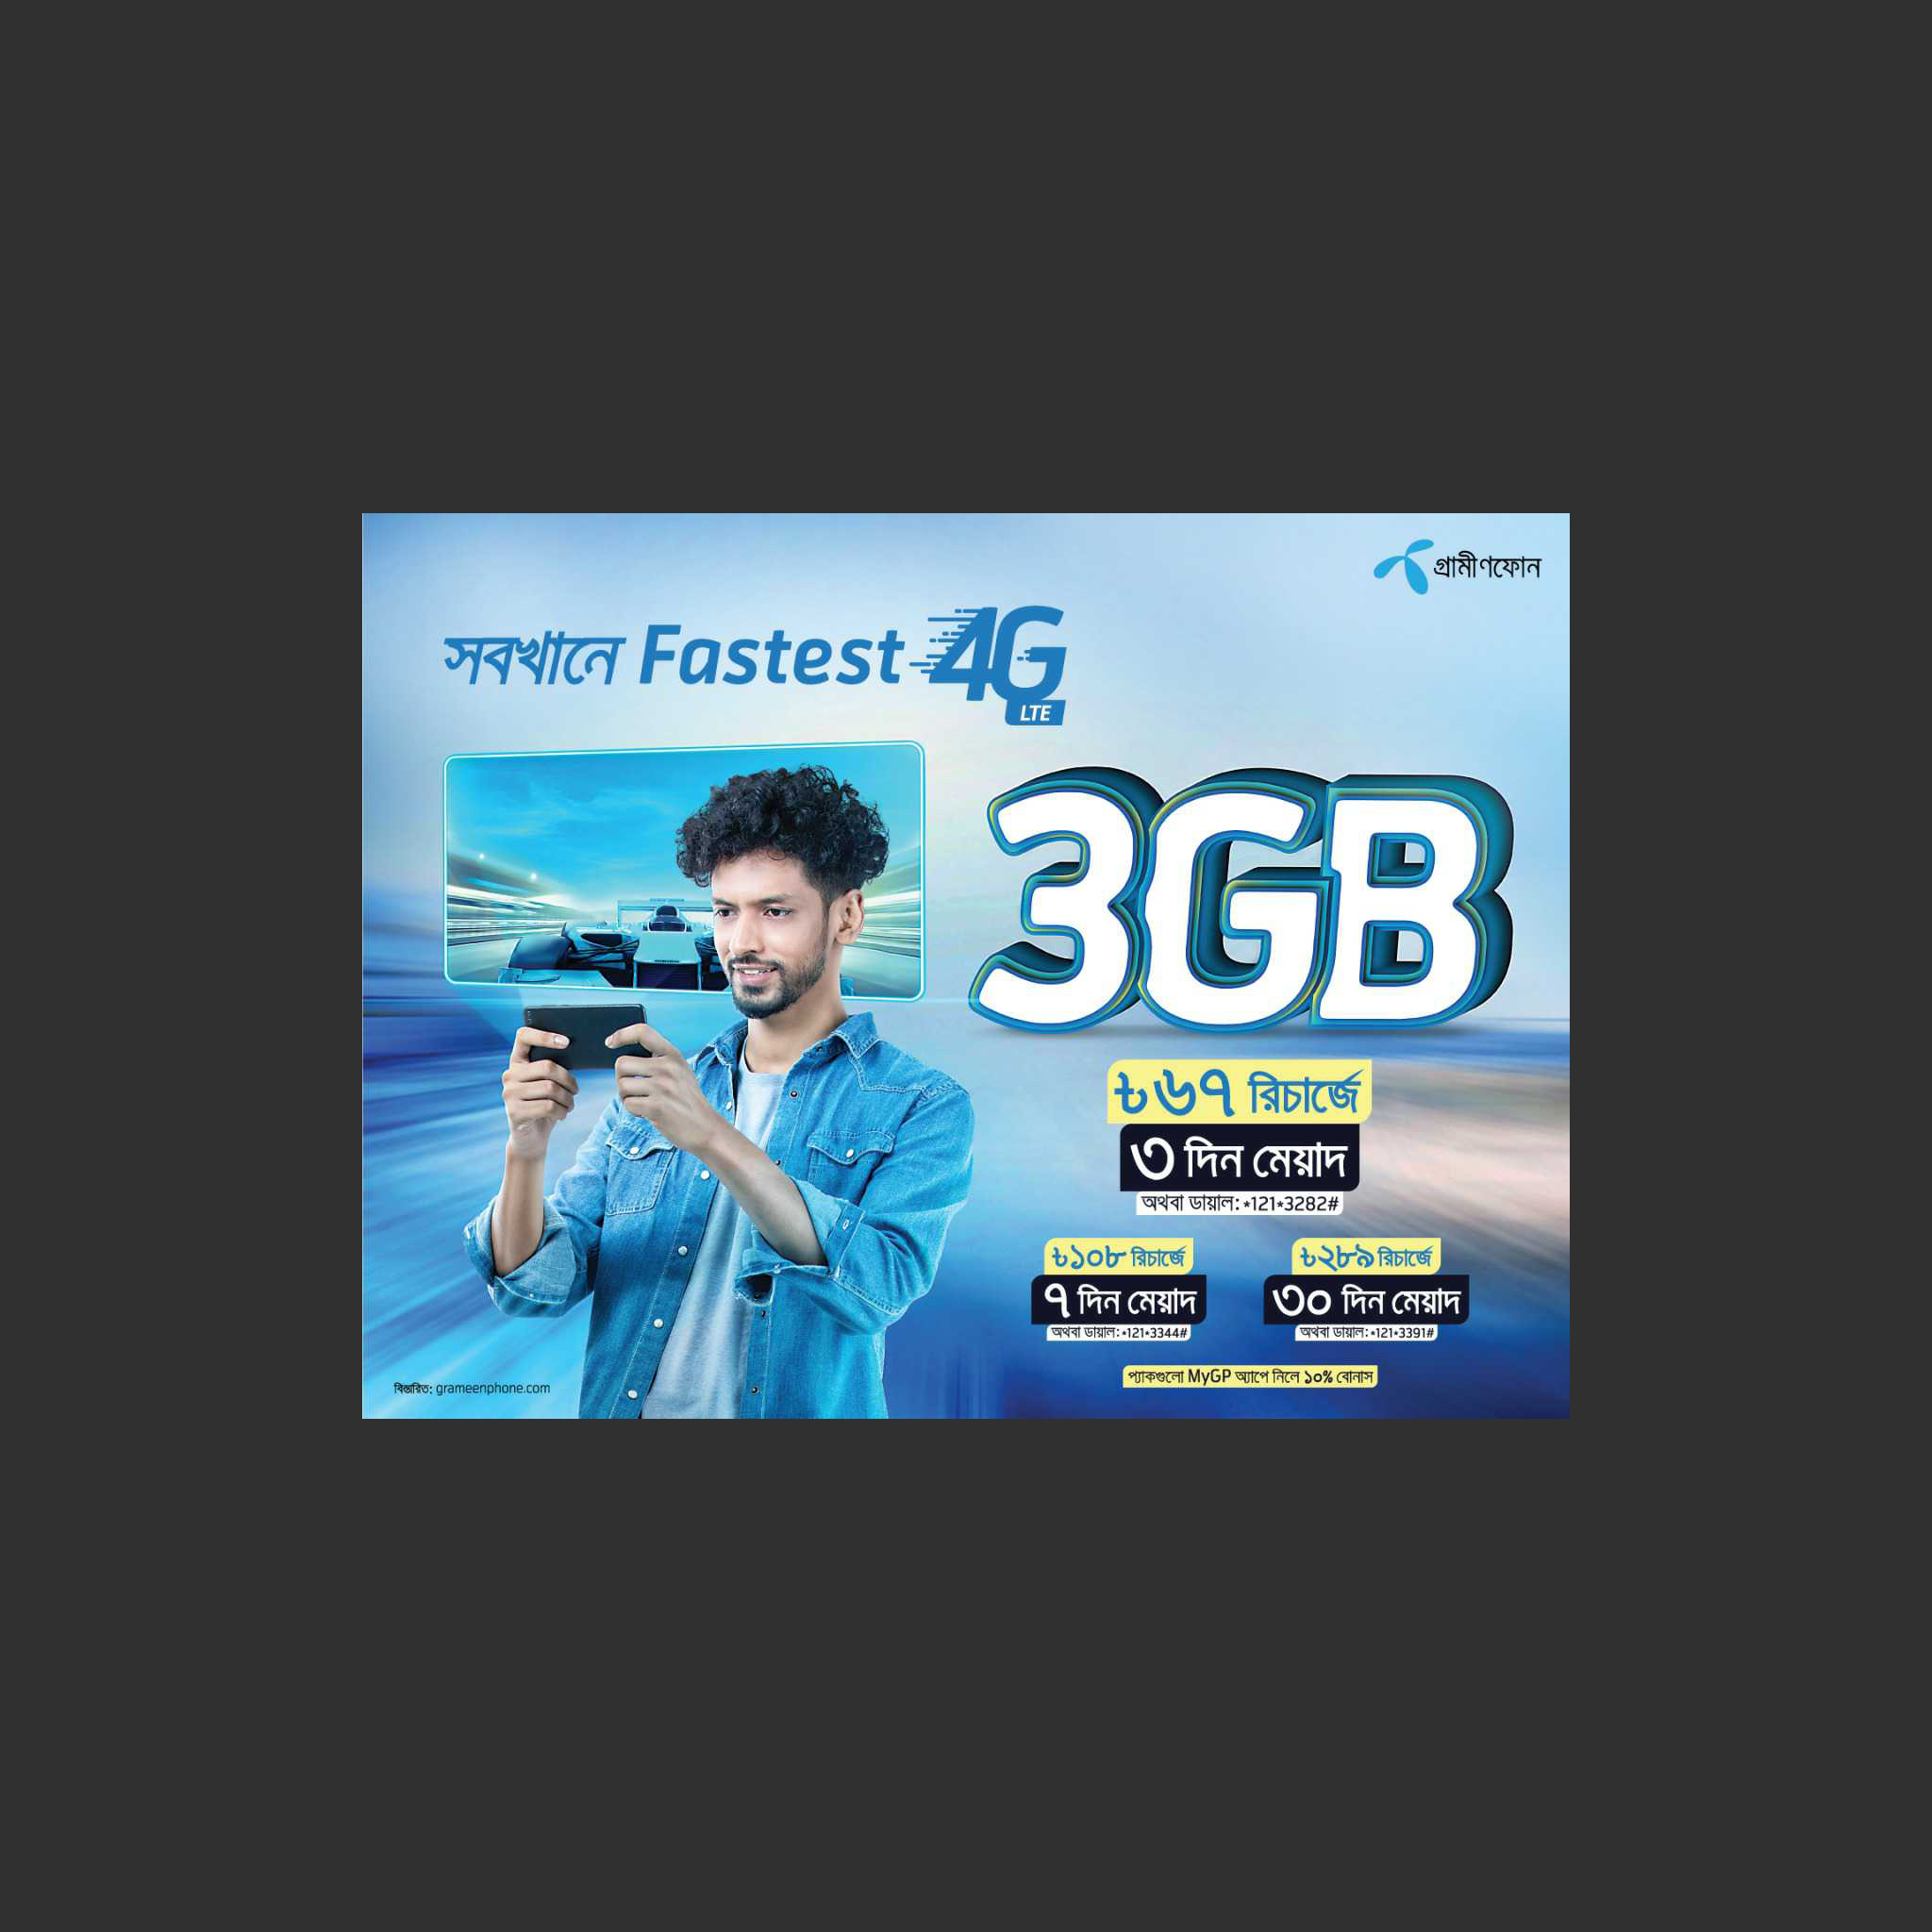 গ্রামীণফোন
সবখানে Fastest 4G
LTE
3GB
৳৬৭ রিচার্জে
৩ দিন মেয়াদ
অথবা ডায়াল: *121*3282#
৳১০৮ রিচার্জে
৭ দিন মেয়াদ
অথবা ডায়াল: *121*3344#
৳২৮৯ রিচার্জে
৩০ দিন মেয়াদ
অথবা ডায়াল: *121*3391#
প্যাকগুলো MyGP অ্যাপে নিলে ১০% বোনাস
বিস্তারিত: grameenphone.com